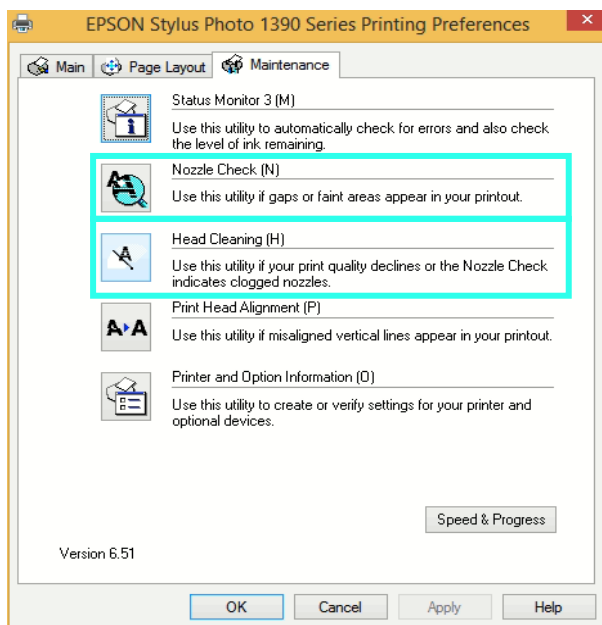 EPSON Stylus Photo 1390 Series Printing Preferences
Main
Page Layout
Maintenance
Status Monitor 3 (M)
Use this utility to automatically check for errors and also check
the level of ink remaining.
Nozzle Check (N)
Use this utility if gaps or faint areas appear in your printout.
Head Cleaning (H)
Use this utility if your print quality declines or the Nozzle Check
indicates clogged nozzles.
Print Head Alignment (P)
Use this utility if misaligned vertical lines appear in your printout.
Printer and Option Information (O)
Use this utility to create or verify settings for your printer and
optional devices.
Speed & Progress
Version 6.51
OK
Cancel
Apply
Help